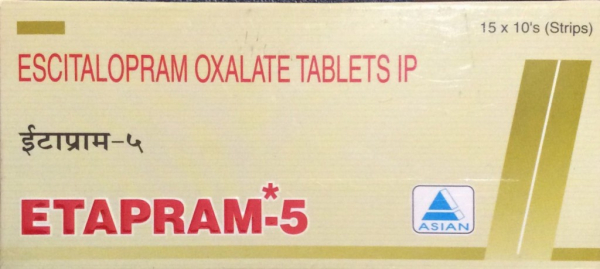 15 x 10's (Strips)
ESCITALOPRAM OXALATE TABLETS IP
ईटाप्राम-५
ETAPRAM*-5
ASIAN